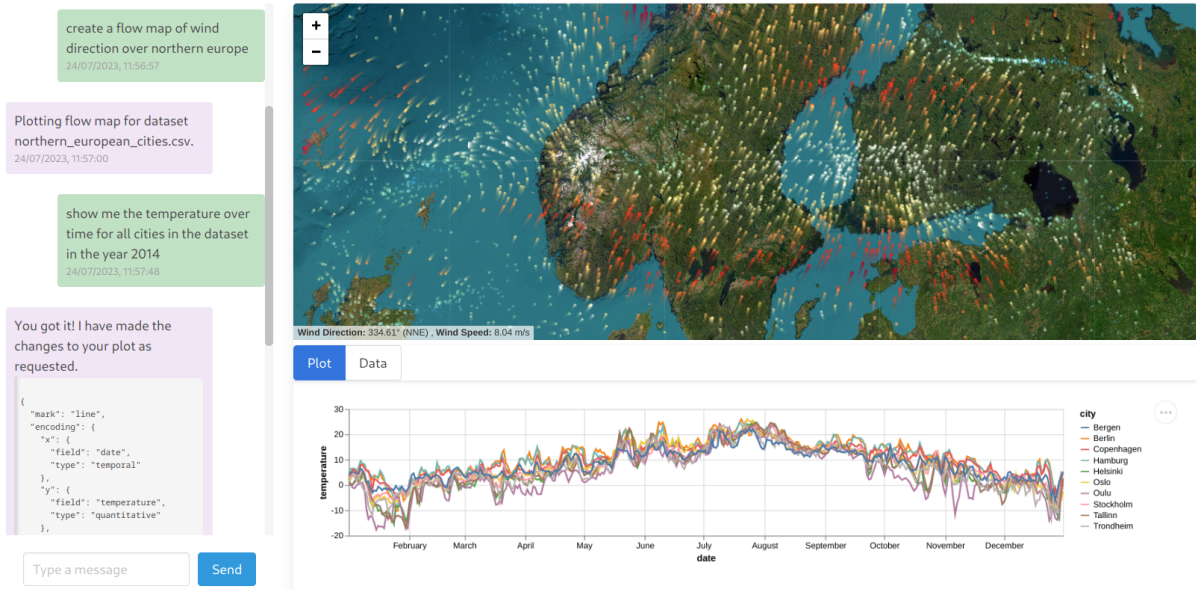 create a flow map of wind
direction over northern europe
24/07/2023, 11:56:57
Plotting flow map for dataset
northern_european_cities.csv.
24/07/2023, 11:57:00
show me the temperature over
time for all cities in the dataset
in the year 2014
24/07/2023, 11:57:48
You got it! I have made the
changes to your plot as
requested.
{
"mark": "line",
"encoding": {
"x": {
"field": "date",
"type": "temporal"
},
"y": {
"field": "temperature",
"type": "quantitative"
},
Type a message
Send
+
−
Wind Direction: 334.61° (NNE) , Wind Speed: 8.04 m/s
Plot
Data
temperature
30
20
10
0
-10
-20
February March April May June July August September October November December
date
city
Bergen
Berlin
Copenhagen
Hamburg
Helsinki
Oslo
Oulu
Stockholm
Tallinn
Trondheim